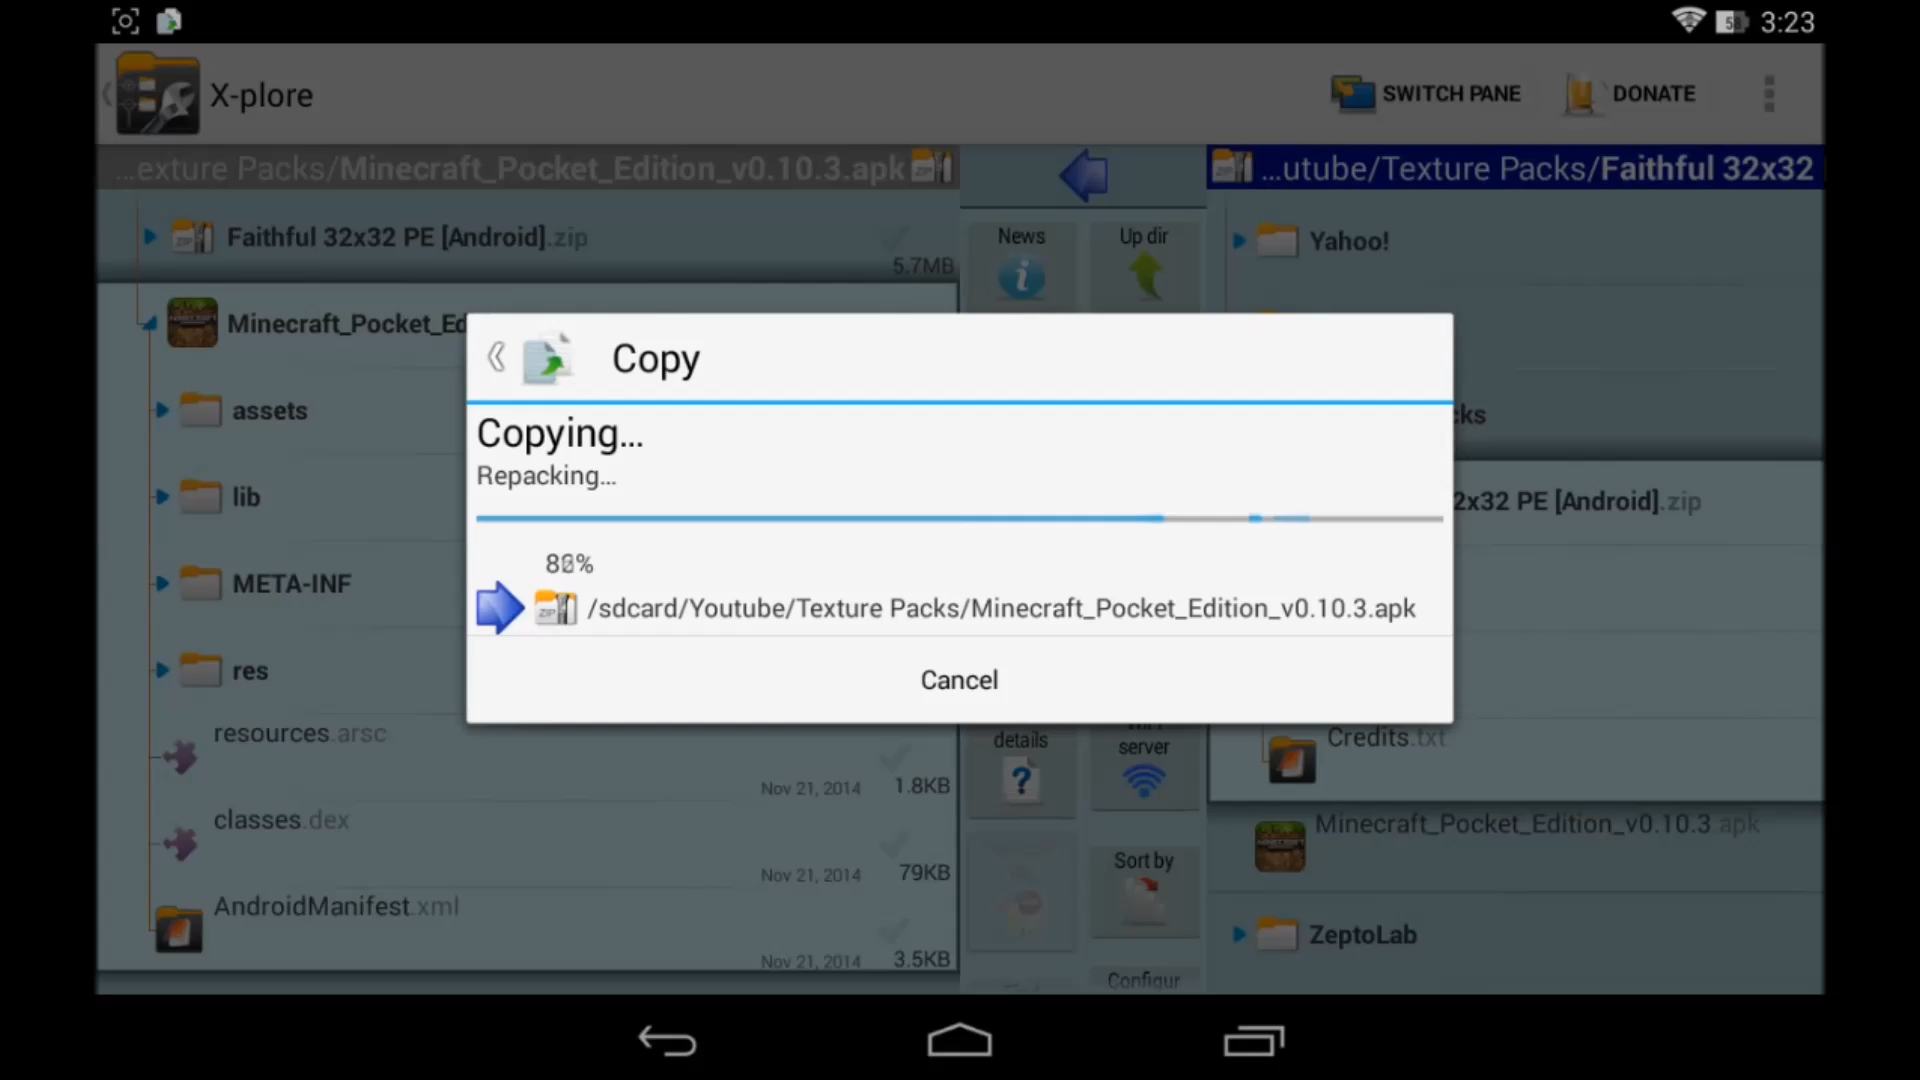 58 3:23
X-plore
SWITCH PANE
DONATE
...exture Packs/Minecraft_Pocket_Edition_v0.10.3.apk
...utube/Texture Packs/Faithful 32x32
Faithful 32x32 PE [Android].zip
5.7MB
News
Up dir
Yahoo!
Minecraft_Pocket_Ed
Copy
Copying...
Repacking...
/sdcard/Youtube/Texture Packs/Minecraft_Pocket_Edition_v0.10.3.apk
Cancel
assets
lib
META-INF
res
cks
2x32 PE [Android].zip
resources.arsc
Nov 21, 2014
1.8KB
classes.dex
Nov 21, 2014
79KB
AndroidManifest.xml
Nov 21, 2014
3.5KB
details
server
Sort by
Configur
Credits.txt
Minecraft_Pocket_Edition_v0.10.3.apk
ZeptoLab